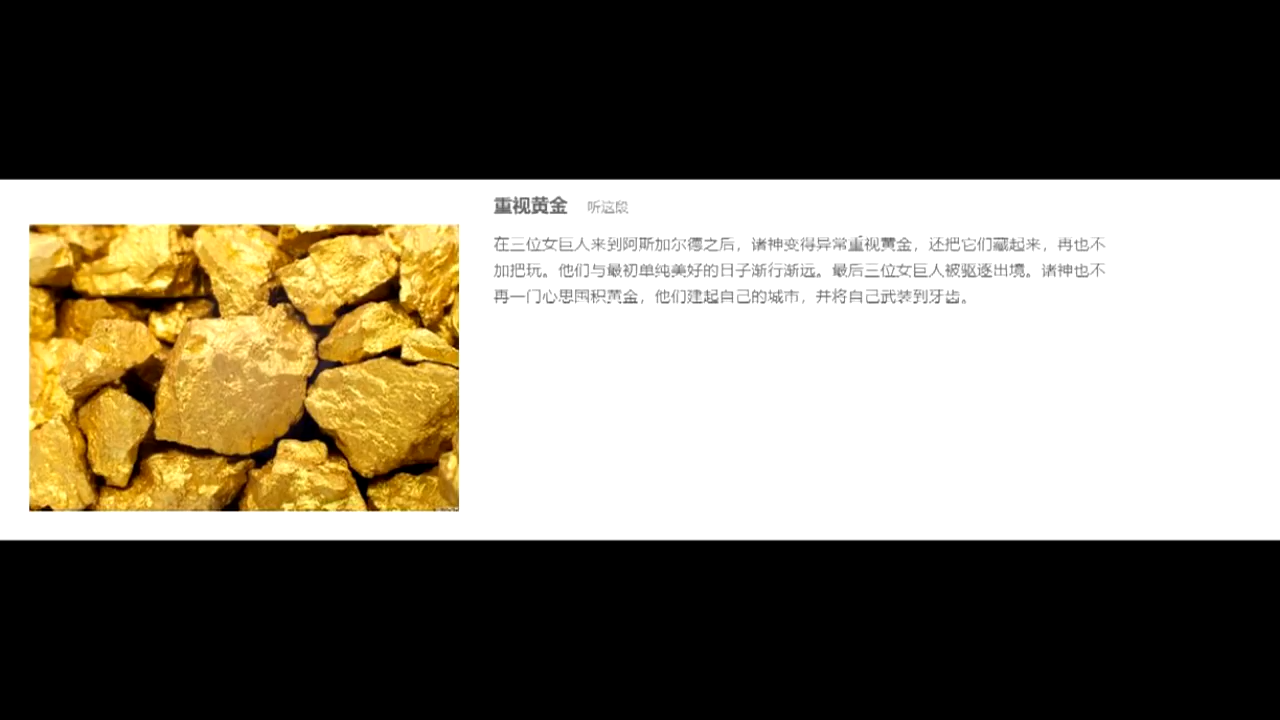 重视黄金 听这段
在三位女巨人来到阿斯加尔德之后，诸神变得异常重视黄金，还把它们藏起来，再也不
加把玩。他们与最初单纯美好的日子渐行渐远。最后三位女巨人被驱逐出境。诸神也不
再一门心思囤积黄金，他们建起自己的城市，并将自己武装到牙齿。